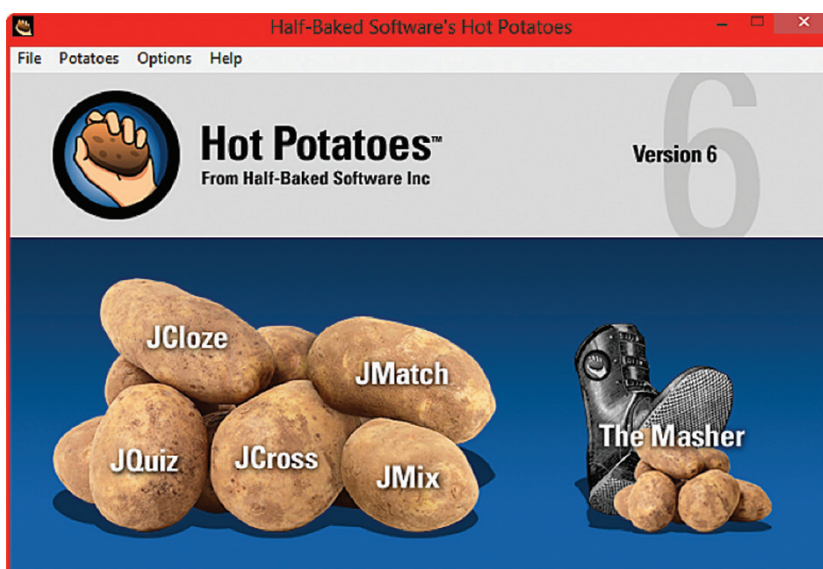 Half-Baked Software's Hot Potatoes
File Potatoes Options Help
Hot Potatoes™
From Half-Baked Software Inc
Version 6
6
JCloze
JMatch
JQuiz
JCross
JMix
The Masher